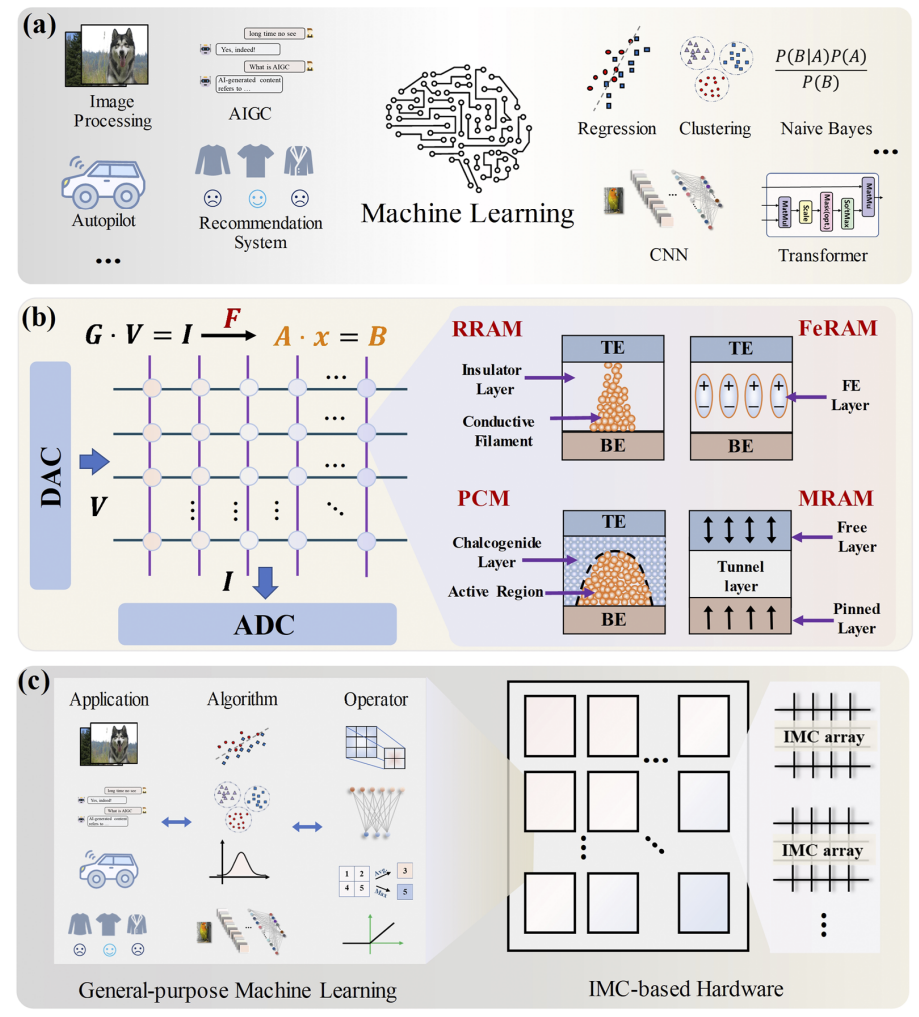 (a)
long time no see
Yes, indeed!
What is AIGC
AI-generated content
refers to ...
Image
Processing
AIGC
Autopilot
Recommendation
System
...
Machine Learning
Regression
Clustering
P(B|A)P(A)
P(B)
Naive Bayes
...
CNN
MatMul
Scale
Mask(opt.)
SoftMax
MatMu
Transformer
(b)
G · V = I F A · x = B
DAC
V
I
ADC
RRAM
TE
Insulator
Layer
Conductive
Filament
BE
FeRAM
TE
+ + + +
− − − −
FE
Layer
BE
PCM
TE
Chalcogenide
Layer
Active Region
BE
MRAM
Free
Layer
Tunnel
layer
Pinned
Layer
(c)
Application
Algorithm
Operator
long time no see
Yes, indeed!
What is AIGC
AI-generated content
refers to ...
1 2
4 5
Avg
Max
3
5
General-purpose Machine Learning
IMC array
IMC array
IMC-based Hardware